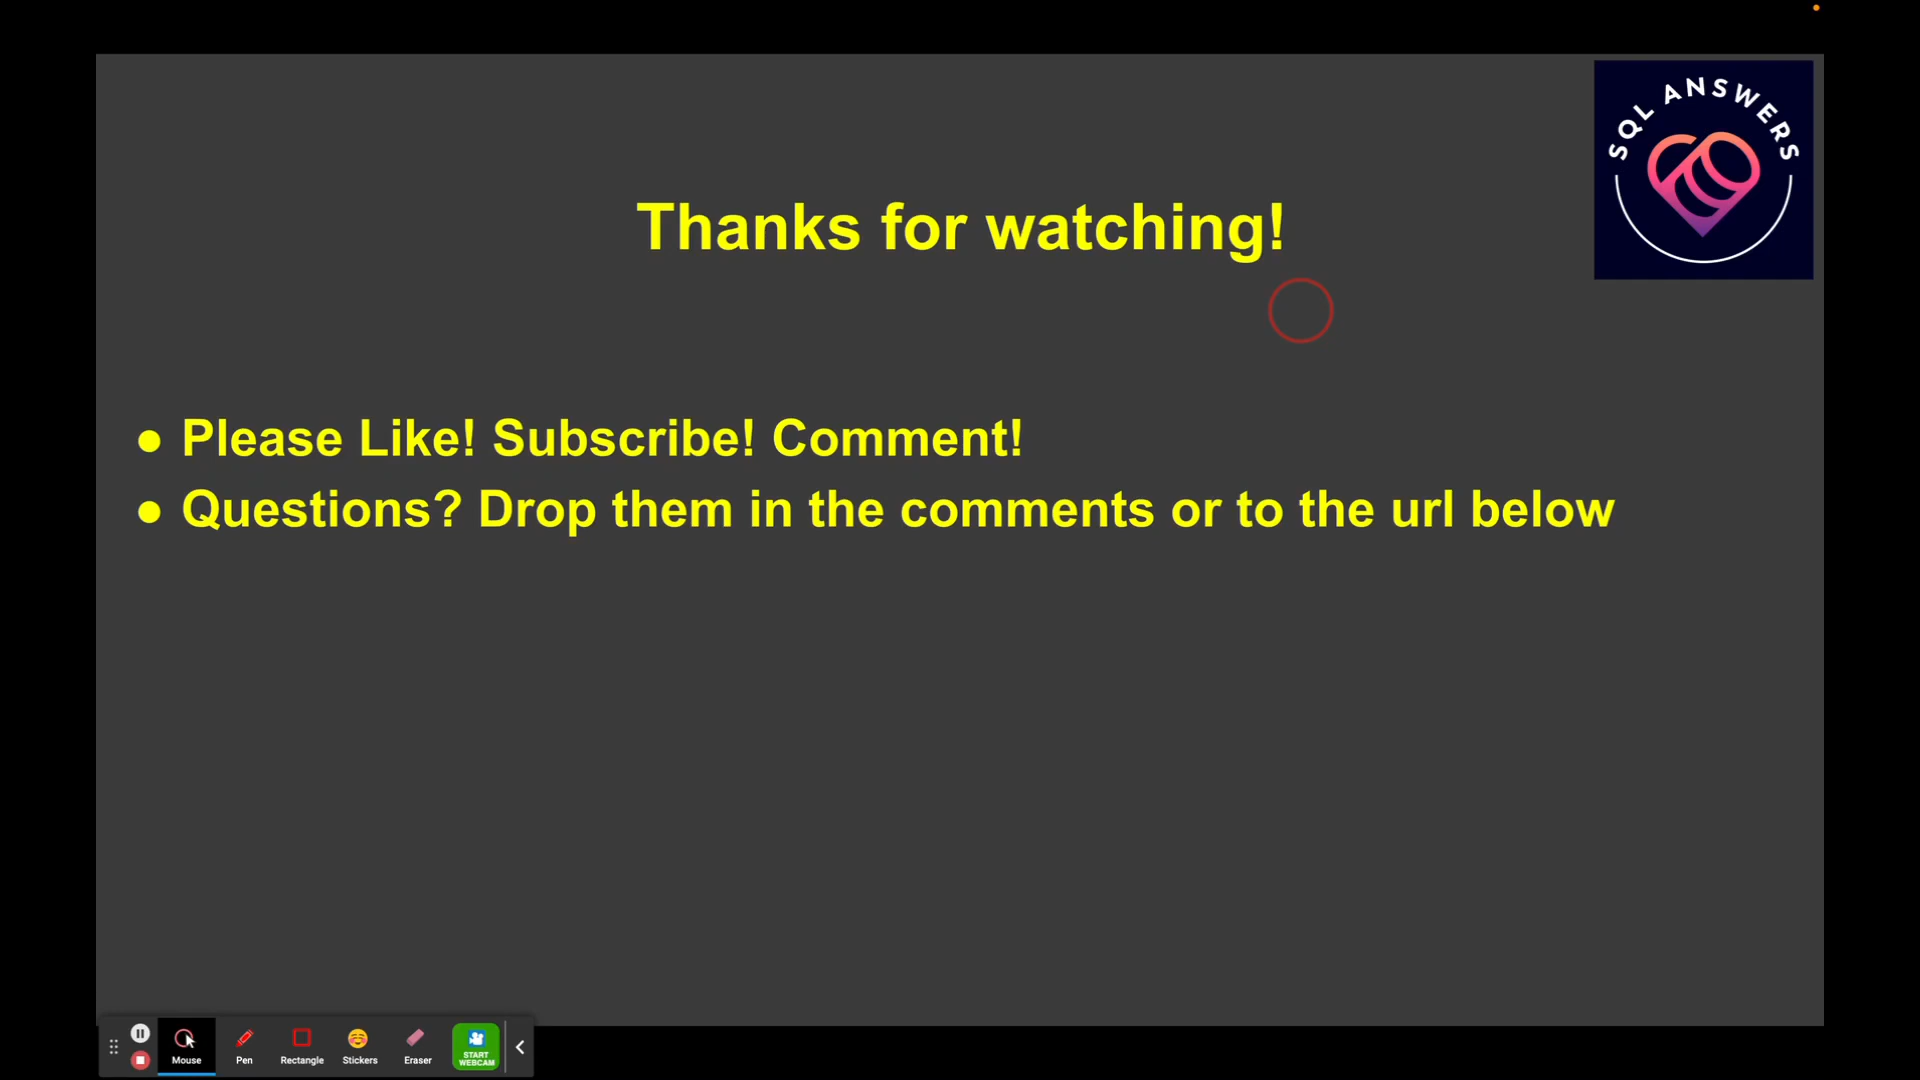 SQL ANSWERS
Thanks for watching!
● Please Like! Subscribe! Comment!
● Questions? Drop them in the comments or to the url below
Mouse
Pen
Rectangle
Stickers
Eraser
START
WEBCAM